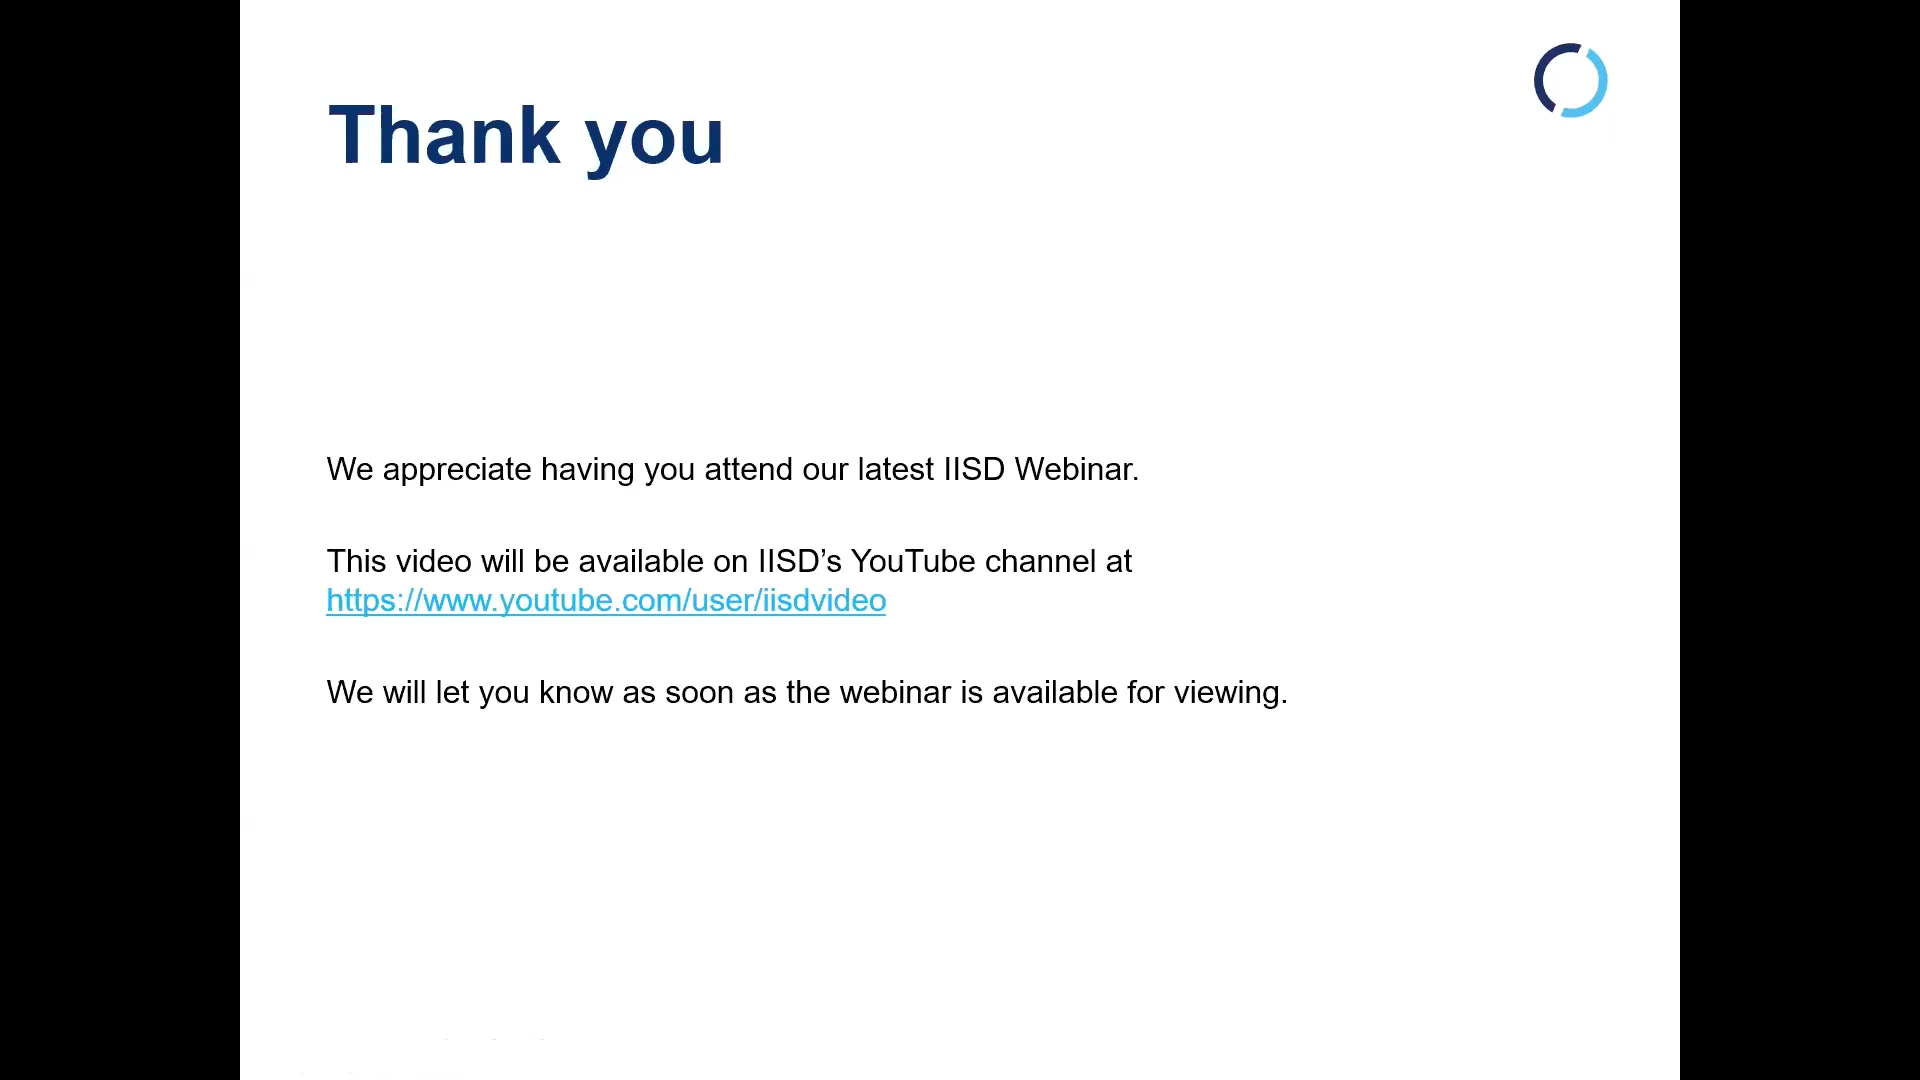 Thank you
We appreciate having you attend our latest IISD Webinar.
This video will be available on IISD’s YouTube channel at
https://www.youtube.com/user/iisdvideo
We will let you know as soon as the webinar is available for viewing.